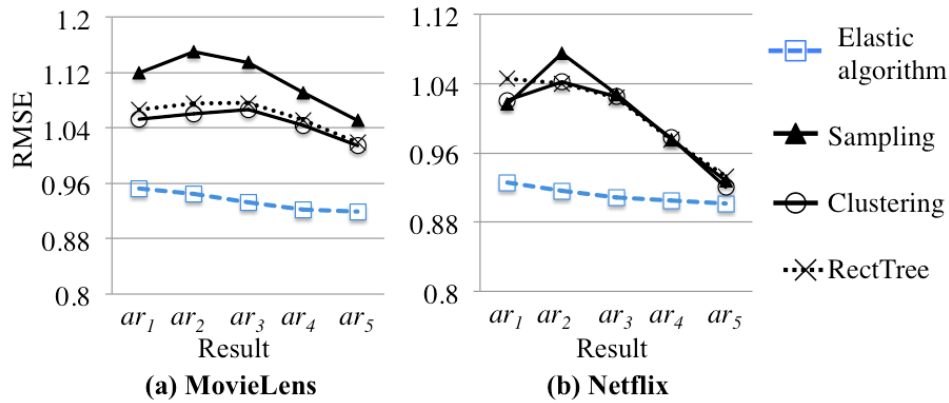 RMSE
1.2
1.12
1.04
0.96
0.88
0.8
ar1 ar2 ar3 ar4 ar5
Result
(a) MovieLens
1.12
1.04
0.96
0.88
0.8
ar1 ar2 ar3 ar4 ar5
Result
(b) Netflix
Elastic
algorithm
Sampling
Clustering
RectTree